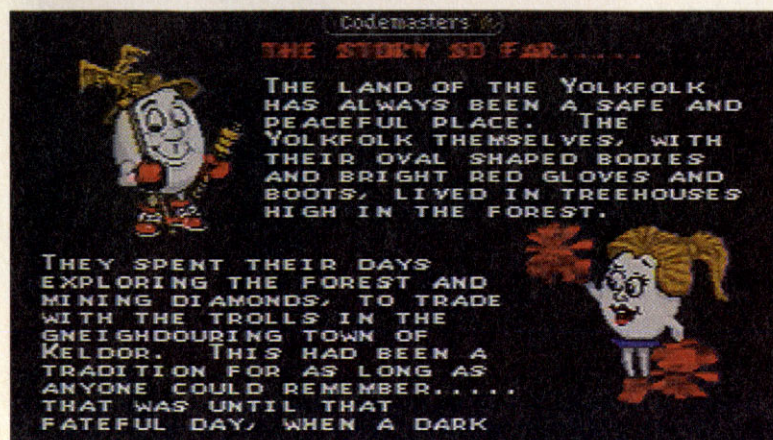 Codemasters
THE STORY SO FAR.....
THE LAND OF THE YOLKFOLK
HAS ALWAYS BEEN A SAFE AND
PEACEFUL PLACE. THE
YOLKFOLK THEMSELVES, WITH
THEIR OVAL SHAPED BODIES
AND BRIGHT RED GLOVES AND
BOOTS, LIVED IN TREEHOUSES
HIGH IN THE FOREST.
THEY SPENT THEIR DAYS
EXPLORING THE FOREST AND
MINING DIAMONDS, TO TRADE
WITH THE TROLLS IN THE
GNEIGHDOURING TOWN OF
KELDOR. THIS HAD BEEN A
TRADITION FOR AS LONG AS
ANYONE COULD REMEMBER.....
THAT WAS UNTIL THAT
FATEFUL DAY, WHEN A DARK